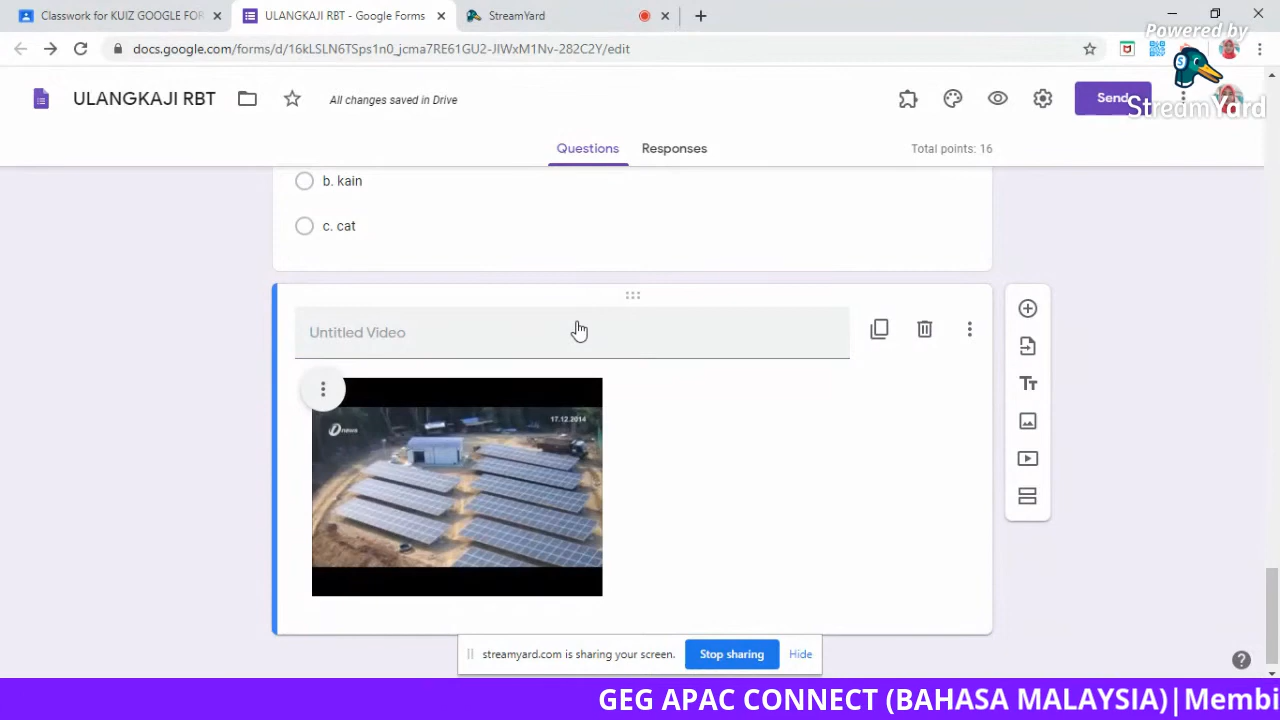 Classwork for KUIZ GOOGLE FOR
ULANGKAJI RBT - Google Forms
StreamYard
docs.google.com/forms/d/16kLSLN6TSps1n0_jcma7RE61GU2-JIWxM1Nv-282C2Y/edit
Powered by
StreamYard
ULANGKAJI RBT
All changes saved in Drive
Send
Questions
Responses
Total points: 16
b. kain
c. cat
Untitled Video
17.12.2014
Dnews
streamyard.com is sharing your screen.
Stop sharing
Hide
GEG APAC CONNECT (BAHASA MALAYSIA)|Membi